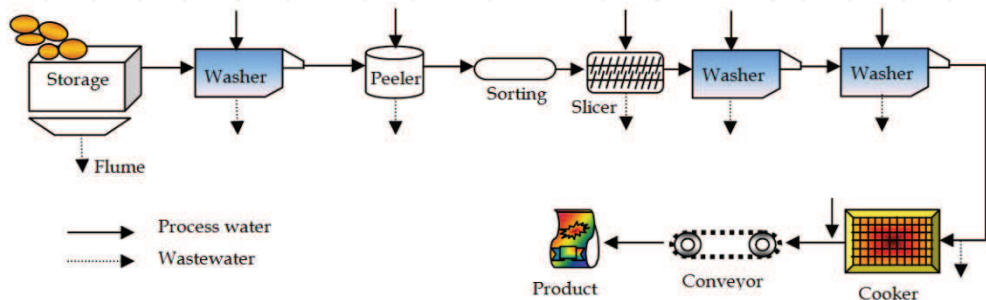 Storage
Washer
Peeler
Sorting
Slicer
Washer
Washer
Flume
Process water
Wastewater
Product
Conveyor
Cooker